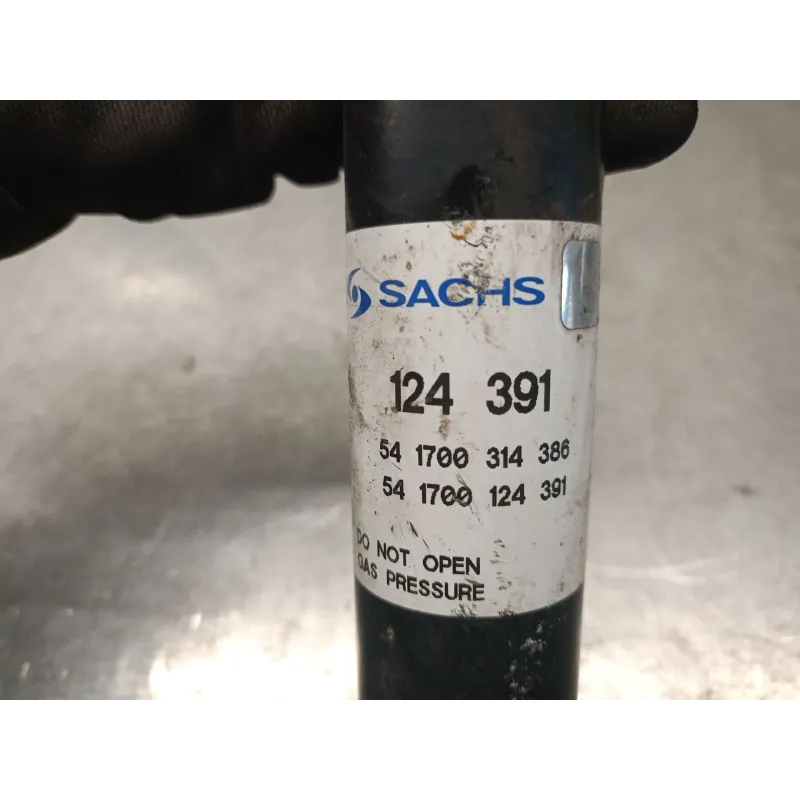 SACHS
124 391
54 1700 314 386
54 1700 124 391
DO NOT OPEN
GAS PRESSURE